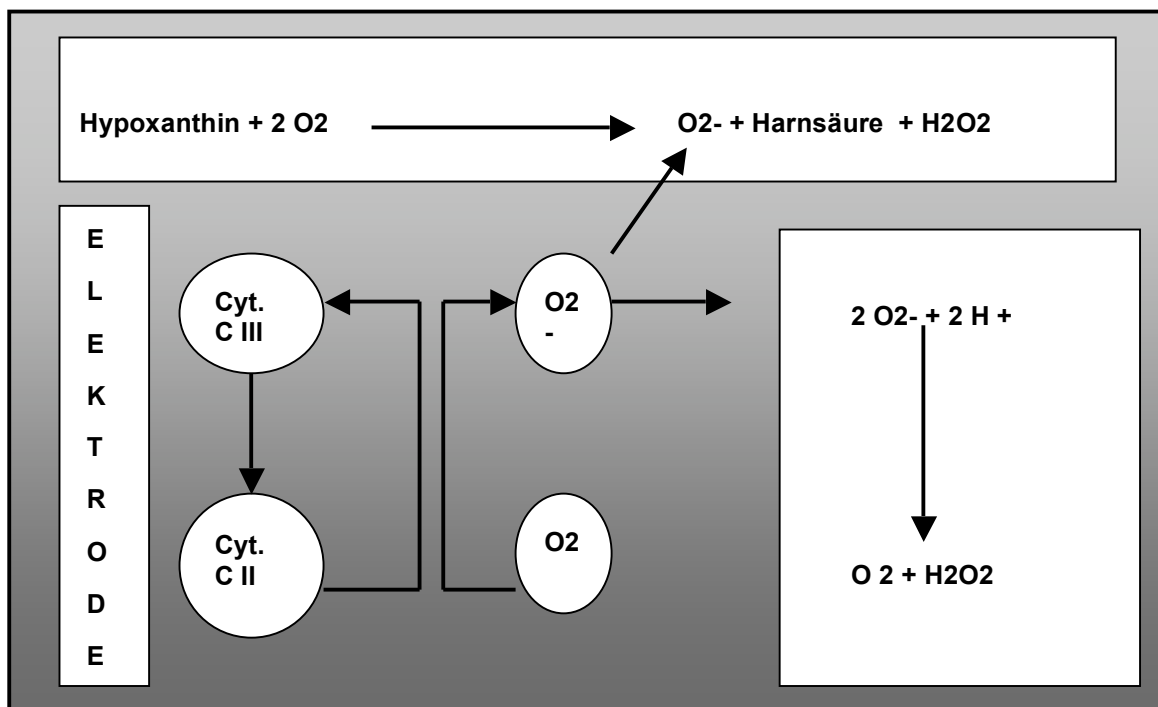 Hypoxanthin + 2 O2
O2- + Harnsäure + H2O2
E
L
E
K
T
R
O
D
E
Cyt.
C III
O2
-
2 O2- + 2 H +
Cyt.
C II
O2
O 2 + H2O2